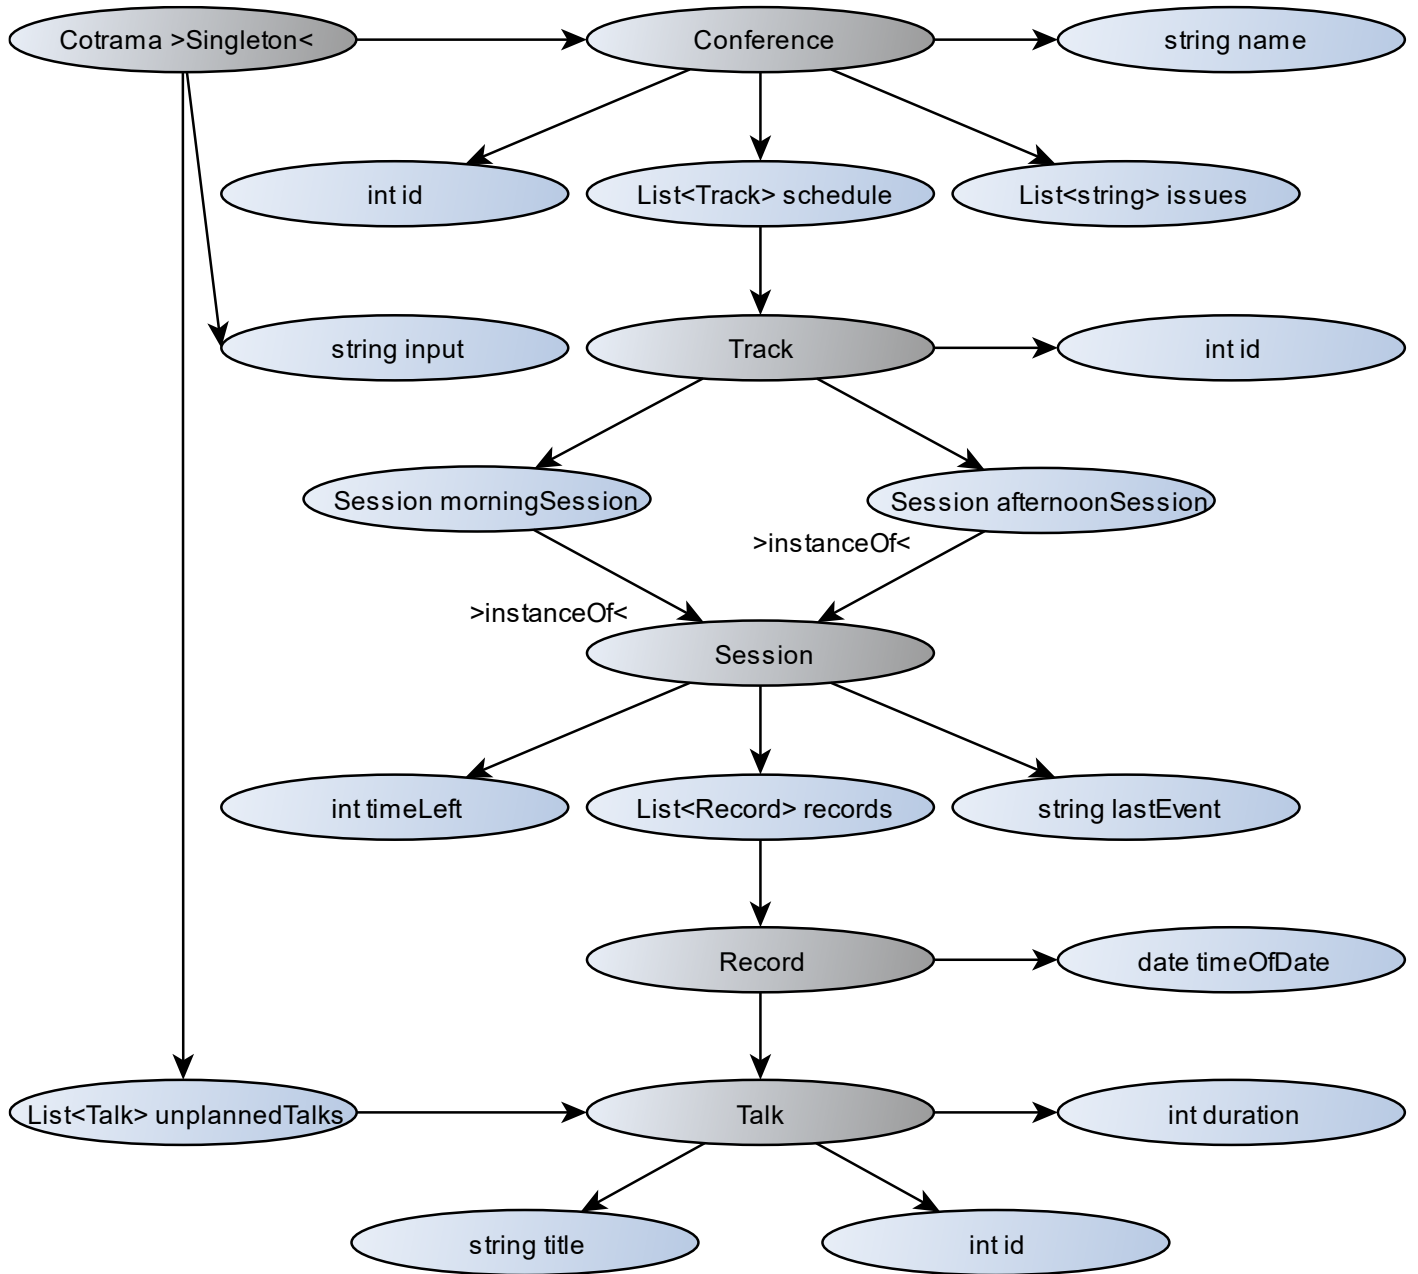 Cotrama >Singleton<
Conference
string name
int id
List<Track> schedule
List<string> issues
string input
Track
int id
Session morningSession
Session afternoonSession
>instanceOf<
>instanceOf<
Session
int timeLeft
List<Record> records
string lastEvent
Record
date timeOfDate
List<Talk> unplannedTalks
Talk
int duration
string title
int id